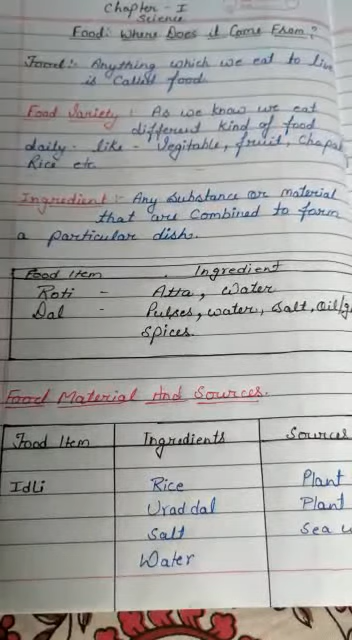 Chapter - I
Science
Food: Where Does it Come From?
Food:- Anything which we eat to live
is Called food.
Food Variety:- As we know we eat
different kind of food
daily. like - Vegitable, fruit, Chapati
Rice etc.
Ingredient:- Any substance or material
that are Combined to form
a particular dish.
Food Item Ingredient
Roti - Atta, Water
Dal - Pulses, water, Salt, Oil/g
Spices.
Food Material And Sources.
Food Item Ingredients Sources
Idli Rice Plant
Urad dal Plant
Salt Sea
Water